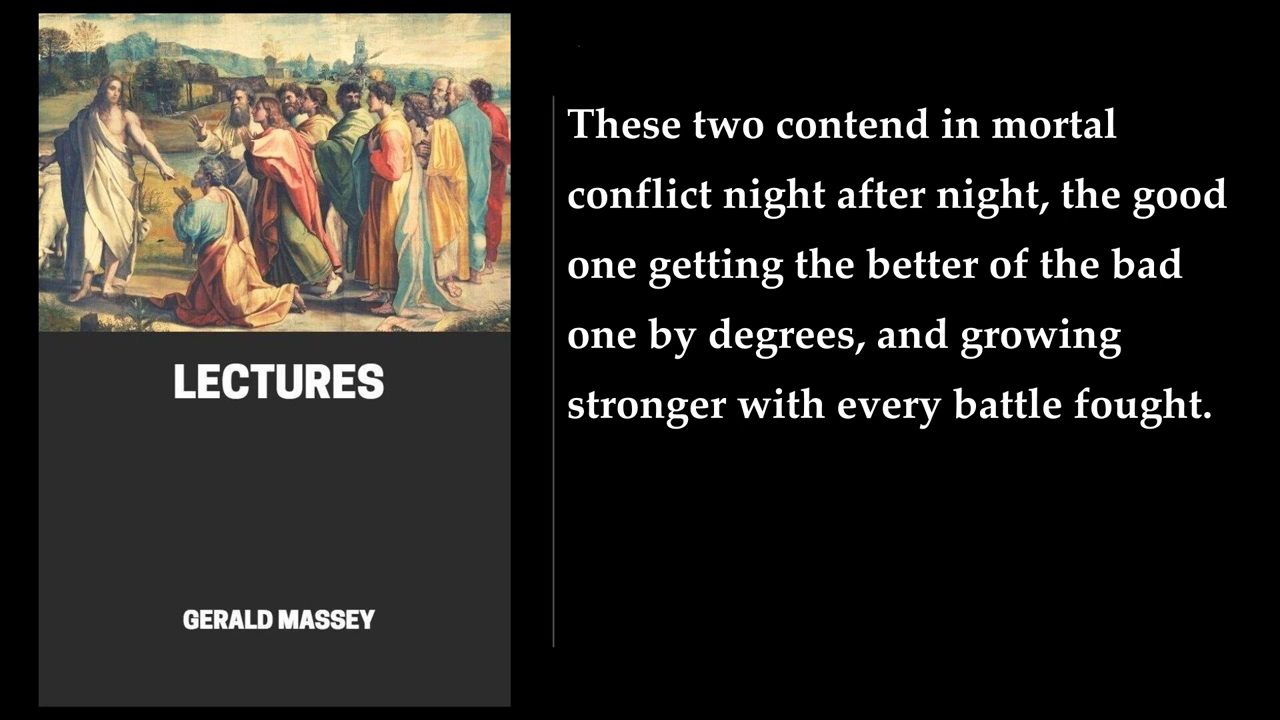 LECTURES
GERALD MASSEY
These two contend in mortal
conflict night after night, the good
one getting the better of the bad
one by degrees, and growing
stronger with every battle fought.